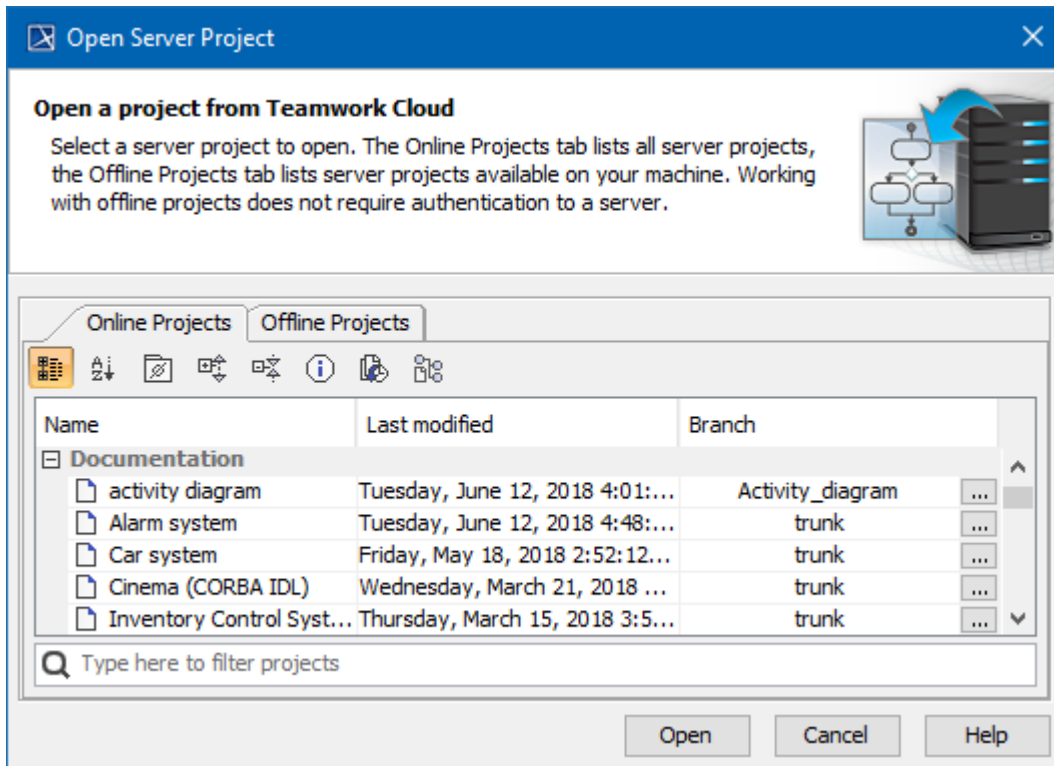 Open Server Project
Open a project from Teamwork Cloud
Select a server project to open. The Online Projects tab lists all server projects,
the Offline Projects tab lists server projects available on your machine. Working
with offline projects does not require authentication to a server.
Online Projects Offline Projects
Name Last modified Branch
Documentation
activity diagram Tuesday, June 12, 2018 4:01:... Activity_diagram ...
Alarm system Tuesday, June 12, 2018 4:48:... trunk ...
Car system Friday, May 18, 2018 2:52:12... trunk ...
Cinema (CORBA IDL) Wednesday, March 21, 2018 ... trunk ...
Inventory Control Syst... Thursday, March 15, 2018 3:5... trunk ...
Type here to filter projects
Open Cancel Help